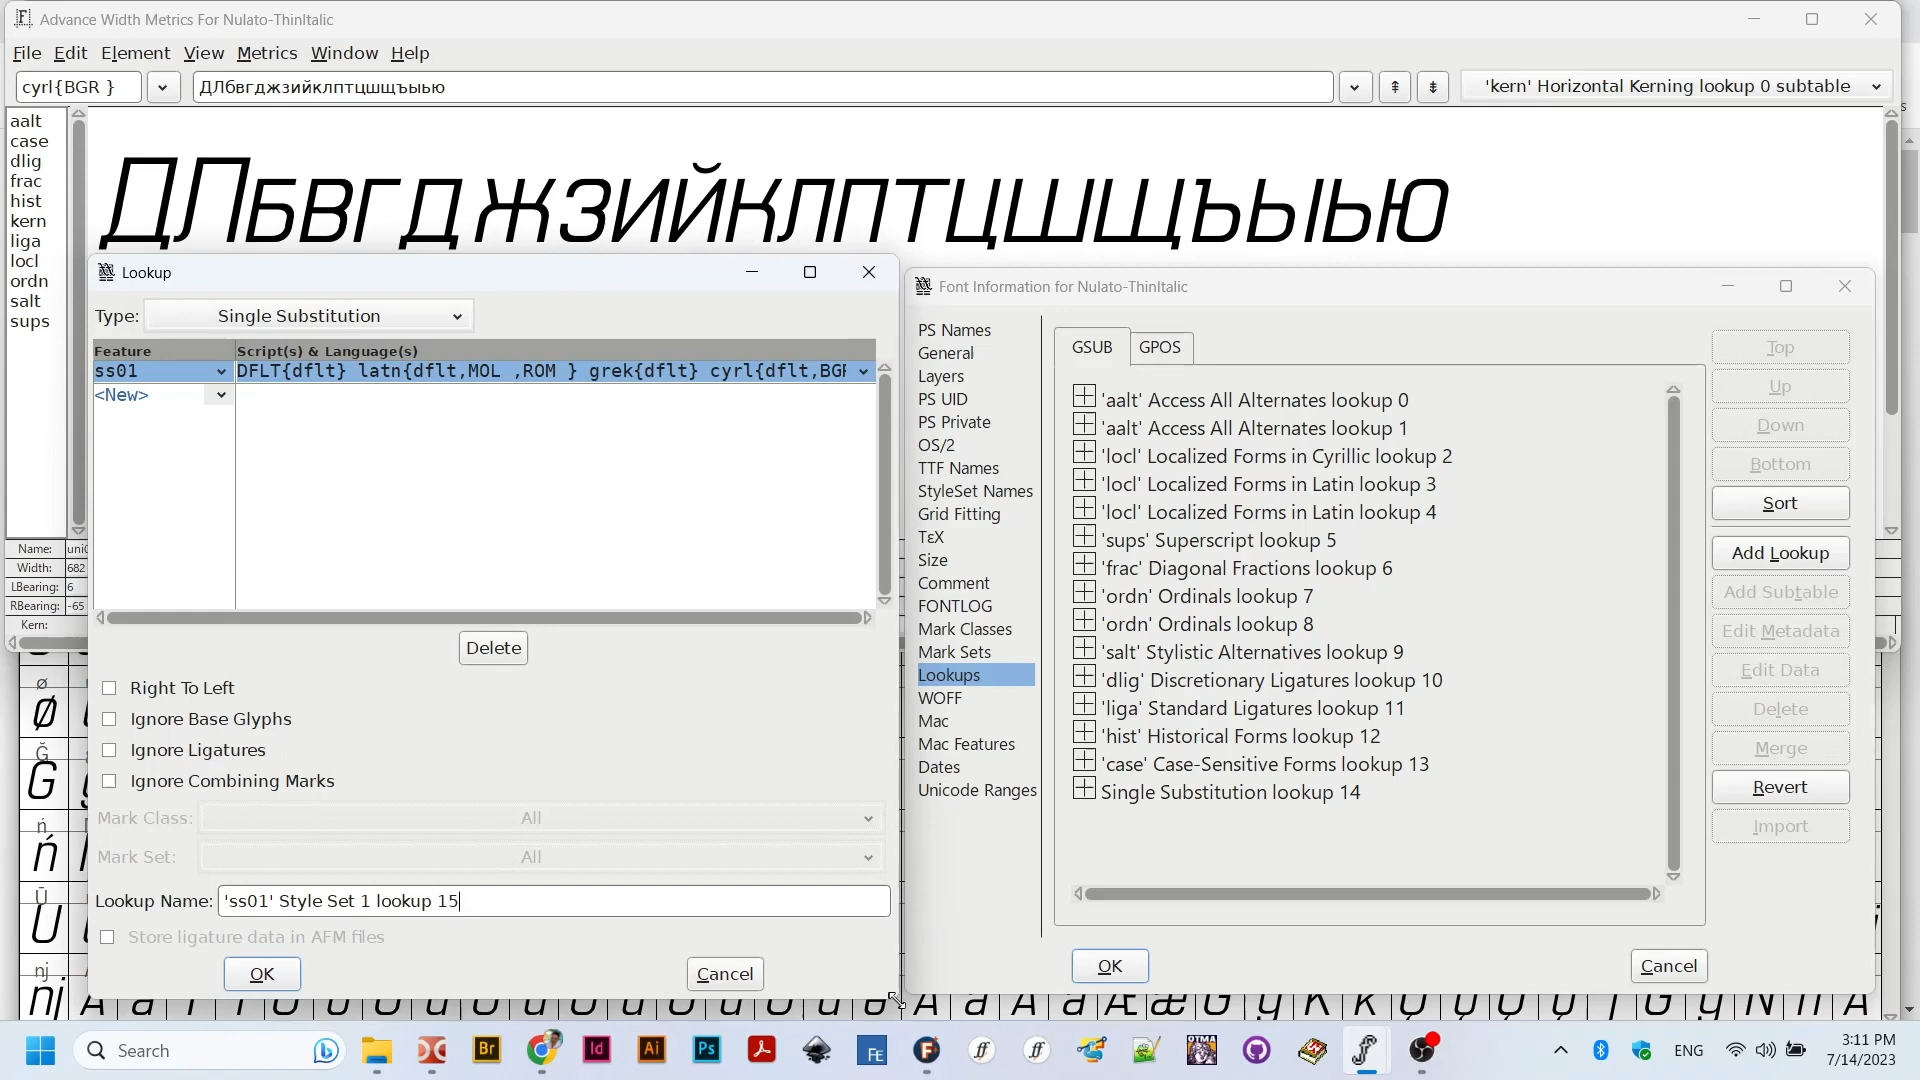 Advance Width Metrics For Nulato-ThinItalic
File Edit Element View Metrics Window Help
cyrl{BGR } ДЛбвгджзийклптцшщъыью 'kern' Horizontal Kerning lookup 0 subtable
aalt
case
dlig
frac
hist
kern
liga
locl
ordn
salt
sups
ДЛбвгджзийклптцшщъыью
Name:
Width: 682
LBearing: 6
RBearing: -65
Kern:
Lookup
Type: Single Substitution
Feature Script(s) & Language(s)
ss01 DFLT{dflt} latn{dflt,MOL ,ROM } grek{dflt} cyrl{dflt,BGR
<New>
Delete
Right To Left
Ignore Base Glyphs
Ignore Ligatures
Ignore Combining Marks
Mark Class: All
Mark Set: All
Lookup Name: 'ss01' Style Set 1 lookup 15
Store ligature data in AFM files
OK Cancel
Font Information for Nulato-ThinItalic
PS Names
General
Layers
PS UID
PS Private
OS/2
TTF Names
StyleSet Names
Grid Fitting
ΤεΧ
Size
Comment
FONTLOG
Mark Classes
Mark Sets
Lookups
WOFF
Mac
Mac Features
Dates
Unicode Ranges
GSUB GPOS
'aalt' Access All Alternates lookup 0
'aalt' Access All Alternates lookup 1
'locl' Localized Forms in Cyrillic lookup 2
'locl' Localized Forms in Latin lookup 3
'locl' Localized Forms in Latin lookup 4
'sups' Superscript lookup 5
'frac' Diagonal Fractions lookup 6
'ordn' Ordinals lookup 7
'ordn' Ordinals lookup 8
'salt' Stylistic Alternatives lookup 9
'dlig' Discretionary Ligatures lookup 10
'liga' Standard Ligatures lookup 11
'hist' Historical Forms lookup 12
'case' Case-Sensitive Forms lookup 13
Single Substitution lookup 14
Top
Up
Down
Bottom
Sort
Add Lookup
Add Subtable
Edit Metadata
Edit Data
Delete
Merge
Revert
Import
OK Cancel
ø
ø
Ğ
Ğ
ń
ń
Ū
Ū
nj
nj
Search
Br Id Ai Ps FE ff ff
ENG
3:11 PM
7/14/2023